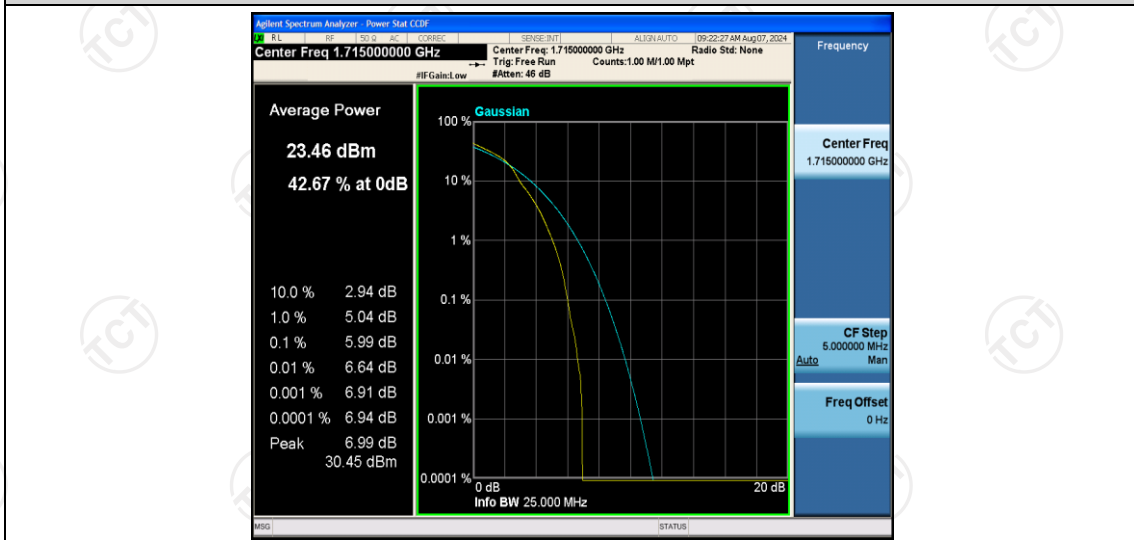 Agilent Spectrum Analyzer - Power Stat CCDF
RL RF 50 Ω AC CORREC SENSE:INT ALIGN AUTO 09:22:27 AM Aug 07, 2024
Center Freq 1.715000000 GHz
Center Freq: 1.715000000 GHz Radio Std: None
Trig: Free Run Counts:1.00 M/1.00 Mpt
#IFGain:Low #Atten: 46 dB
Frequency
Average Power
23.46 dBm
42.67 % at 0dB
10.0 % 2.94 dB
1.0 % 5.04 dB
0.1 % 5.99 dB
0.01 % 6.64 dB
0.001 % 6.91 dB
0.0001 % 6.94 dB
Peak 6.99 dB
30.45 dBm
Gaussian
100 %
10 %
1 %
0.1 %
0.01 %
0.001 %
0.0001 %
0 dB 20 dB
Info BW 25.000 MHz
Center Freq
1.715000000 GHz
CF Step
5.000000 MHz
Auto Man
Freq Offset
0 Hz
MSG STATUS
TCT
TCT
TCT
TCT